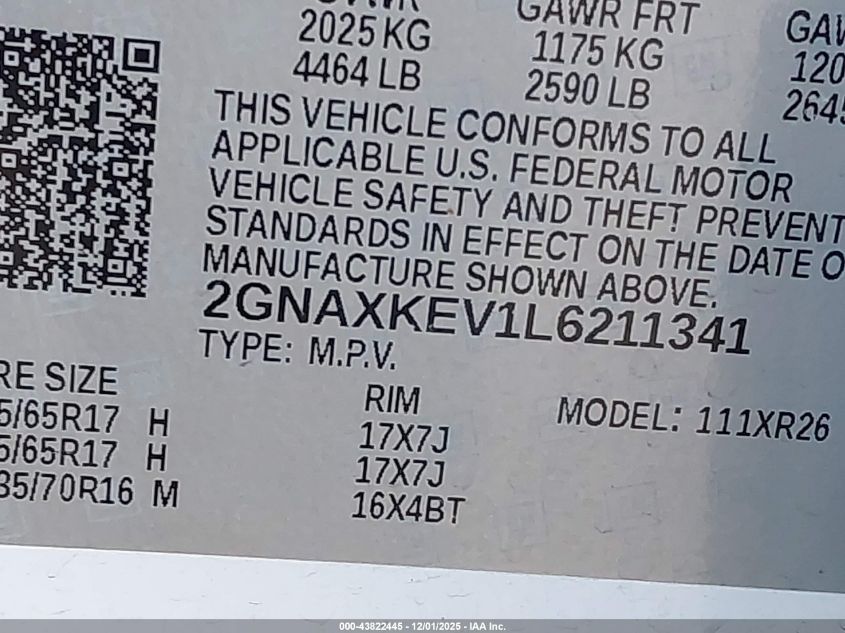 GAWR FRT
2025 KG 1175 KG
4464 LB 2590 LB
THIS VEHICLE CONFORMS TO ALL
APPLICABLE U.S. FEDERAL MOTOR
VEHICLE SAFETY AND THEFT PREVENT
STANDARDS IN EFFECT ON THE DATE O
MANUFACTURE SHOWN ABOVE.
2GNAXKEV1L6211341
TYPE: M.P.V.
RE SIZE RIM MODEL: 111XR26
5/65R17 H 17X7J
5/65R17 H 17X7J
35/70R16 M 16X4BT
000-43822445 - 12/01/2025 - IAA Inc.